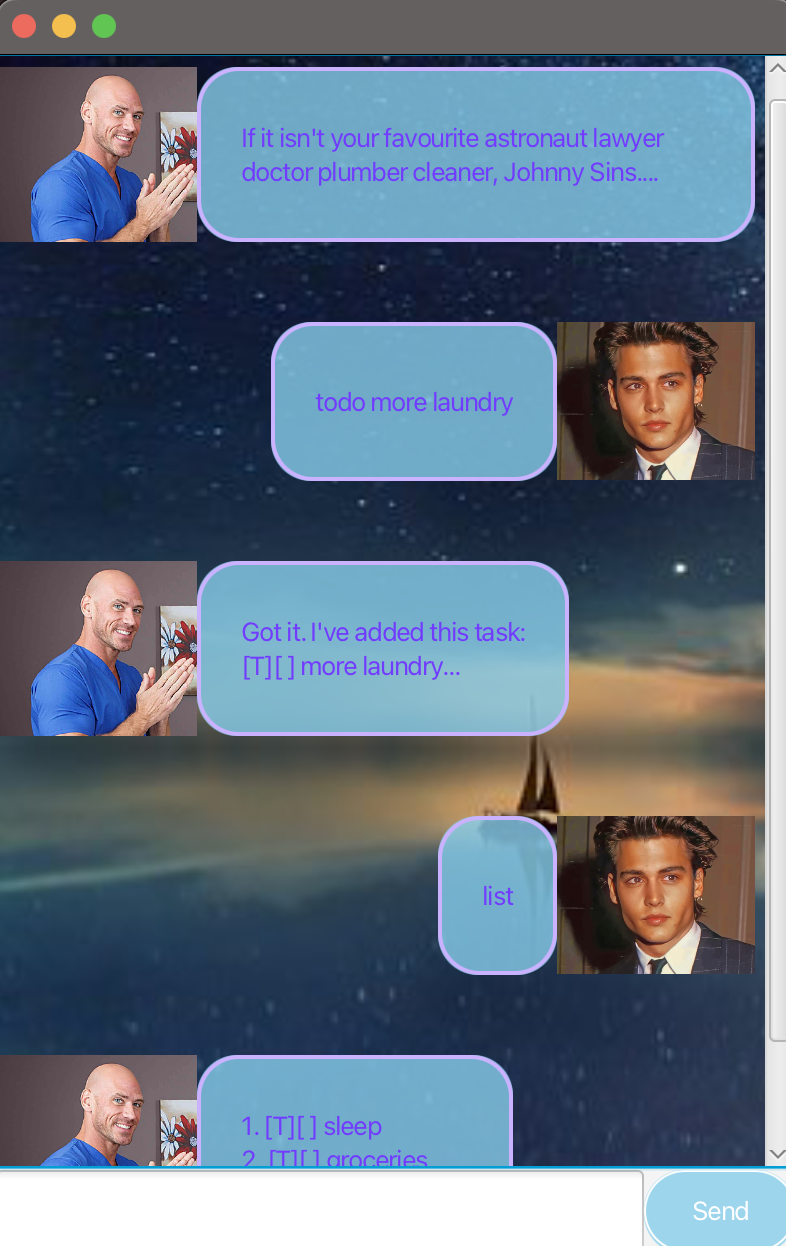 If it isn't your favourite astronaut lawyer
doctor plumber cleaner, Johnny Sins....
todo more laundry
Got it. I've added this task:
[T][ ] more laundry...
list
1. [T][ ] sleep
2. [T][ ] groceries
Send